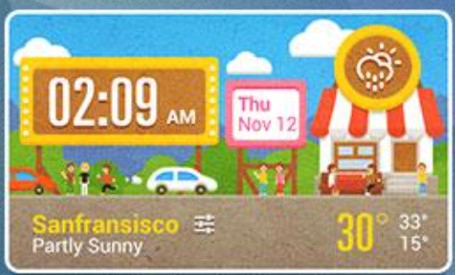 02:09 AM
Thu
Nov 12
Sanfransisco
Partly Sunny
30°
33°
15°